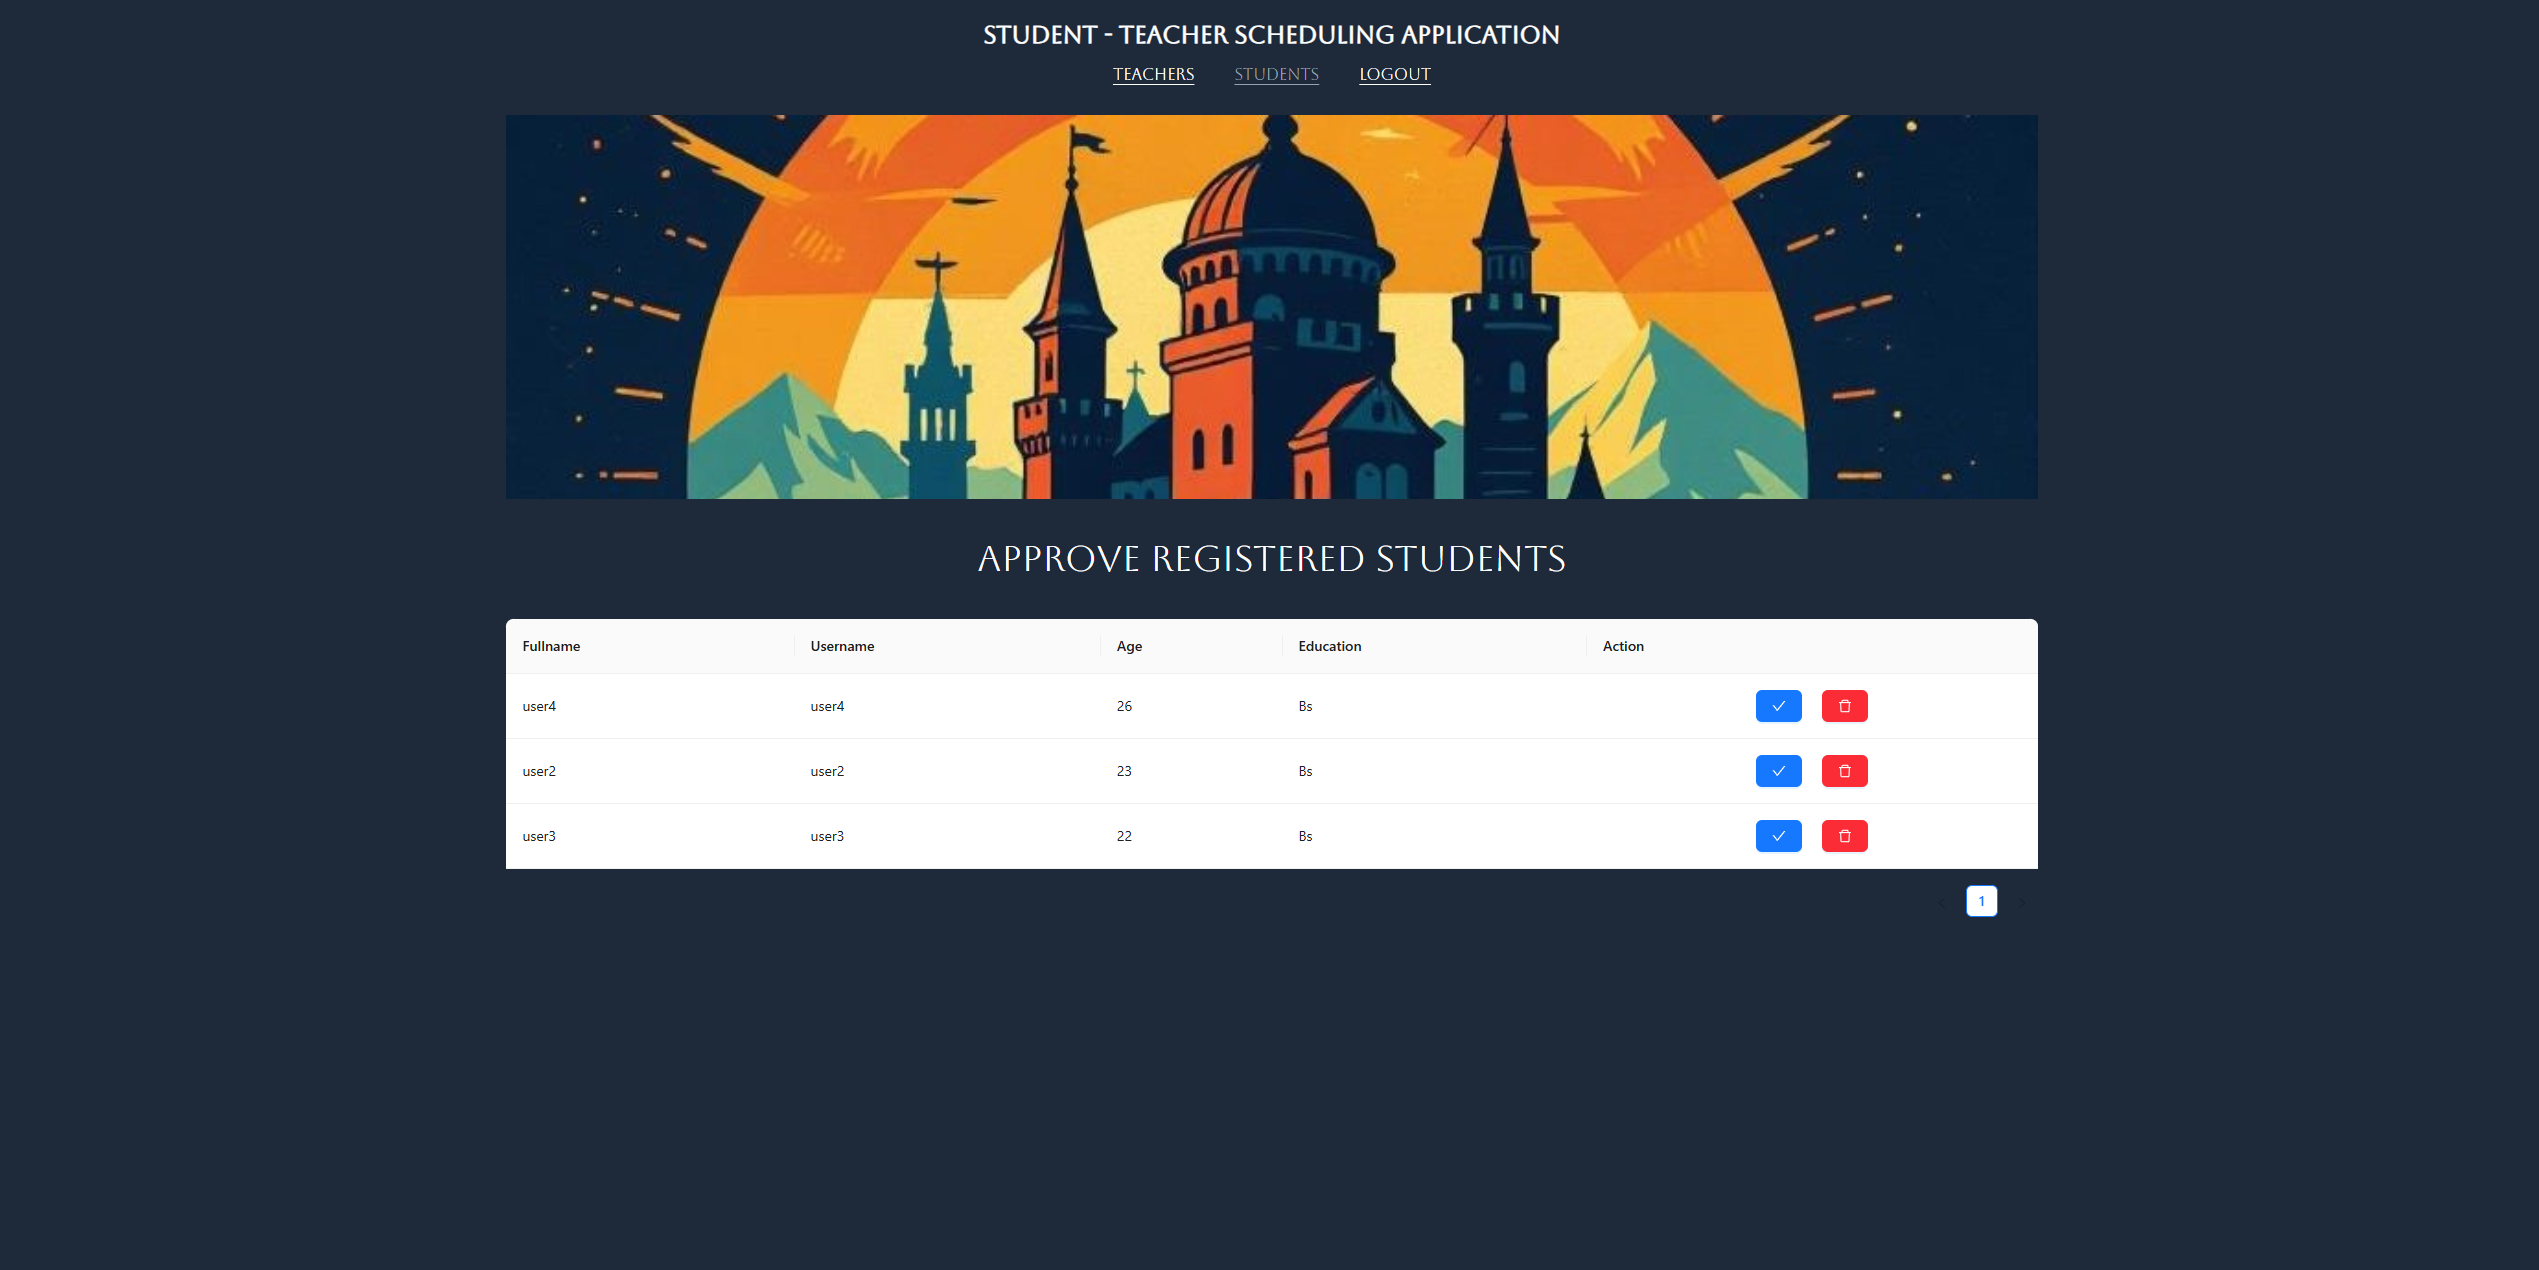 STUDENT - TEACHER SCHEDULING APPLICATION
TEACHERS STUDENTS LOGOUT
APPROVE REGISTERED STUDENTS
Fullname Username Age Education Action
user4 user4 26 Bs
user2 user2 23 Bs
user3 user3 22 Bs
1